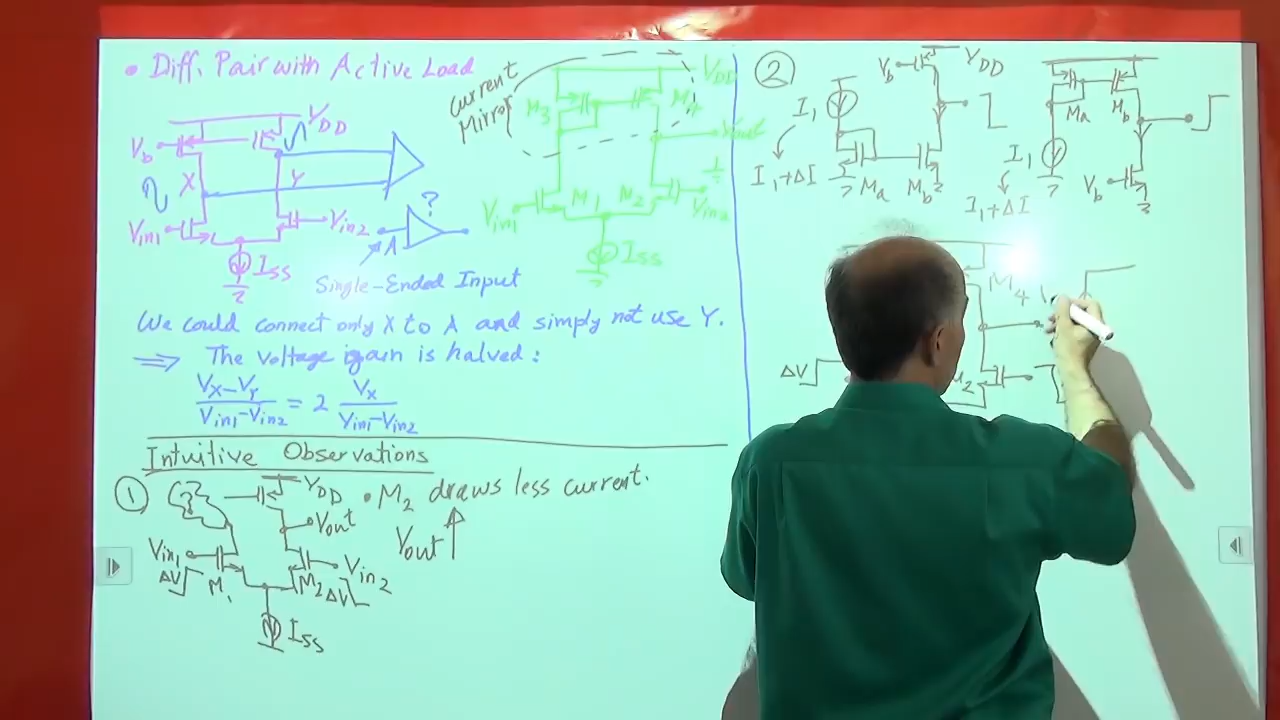 • Diff. Pair with Active Load
VDD
Vb
X
Y
Vin1
Vin2
ISS
?
A
Single-Ended Input
Current
Mirror
VDD
M3
M4
Vout
M1
M2
Vin1
Vin2
ISS
We could connect only X to A and simply not use Y.
⟹ The voltage gain is halved:
VX-VY / Vin1-Vin2 = 2 VX / Vin1-Vin2
Intuitive Observations
①
VDD
• M2 draws less current.
Vout
Vout ↑
Vin1
ΔV
M1
M2
Vin2
ΔV
ISS
②
Vb
VDD
I1
I1+ΔI
Ma
Mb
Ma
Mb
I1
I1+ΔI
Vb
M4
ΔV
M2